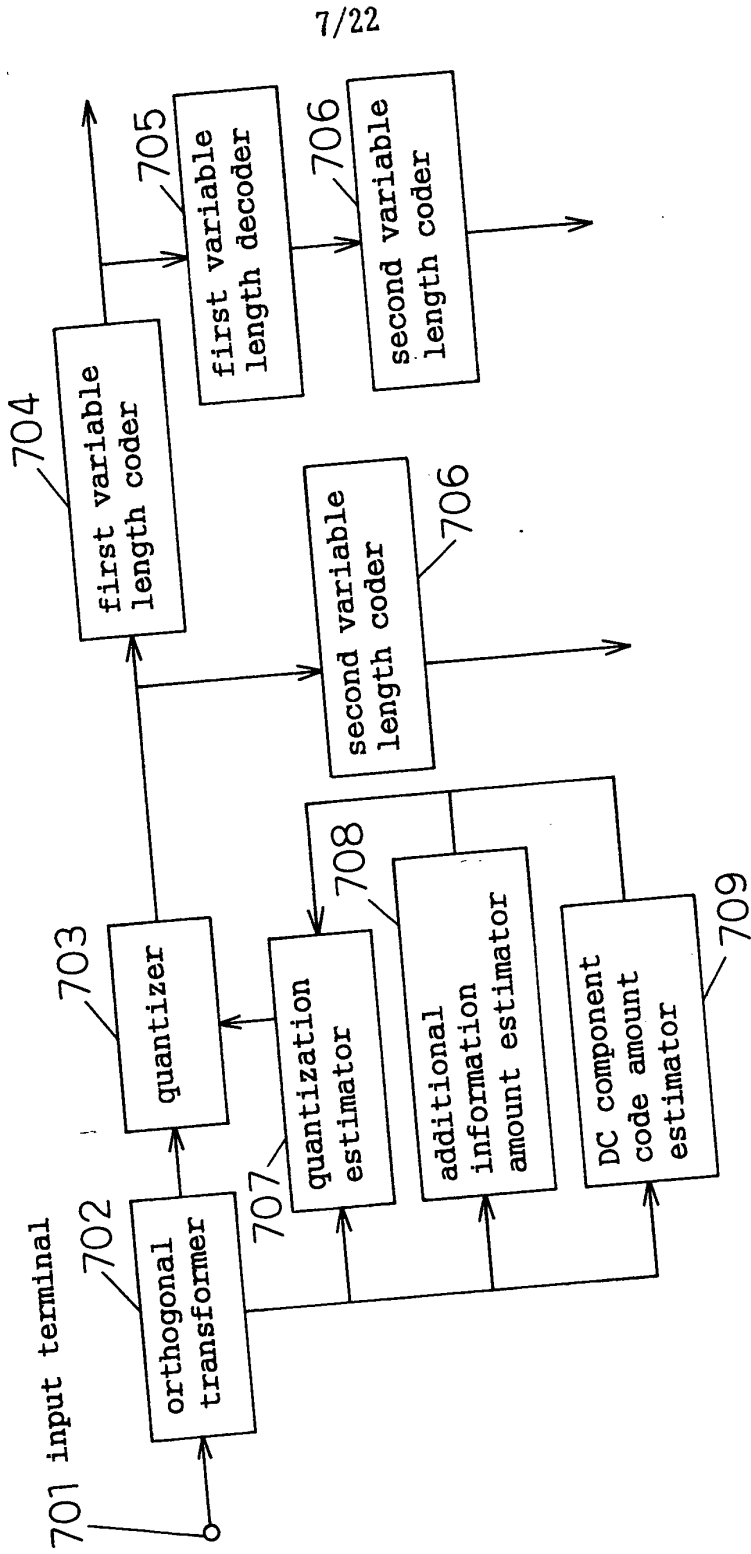 7/22
701 input terminal
702
orthogonal
transformer
703
quantizer
704
first variable
length coder
705
first variable
length decoder
706
second variable
length coder
second variable
length coder
706
707
quantization
estimator
708
additional
information
amount estimator
DC component
code amount
estimator
709